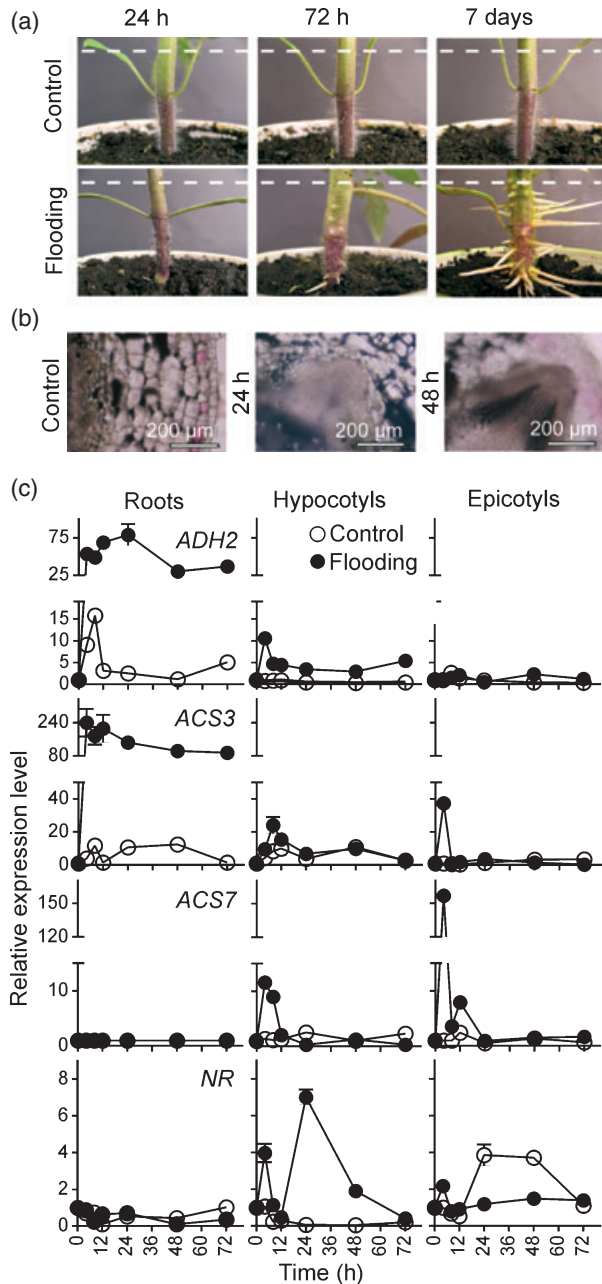 (a)
24 h 72 h 7 days
Control
Flooding
(b)
Control
24 h
48 h
200 µm 200 µm 200 µm
(c)
Roots Hypocotyls Epicotyls
ADH2
Control
Flooding
75
25
15
10
5
0
ACS3
240
80
40
20
0
Relative expression level
ACS7
150
120
10
0
NR
8
6
4
2
0
0 12 24 36 48 60 72 0 12 24 36 48 60 72 0 12 24 36 48 60 72
Time (h)